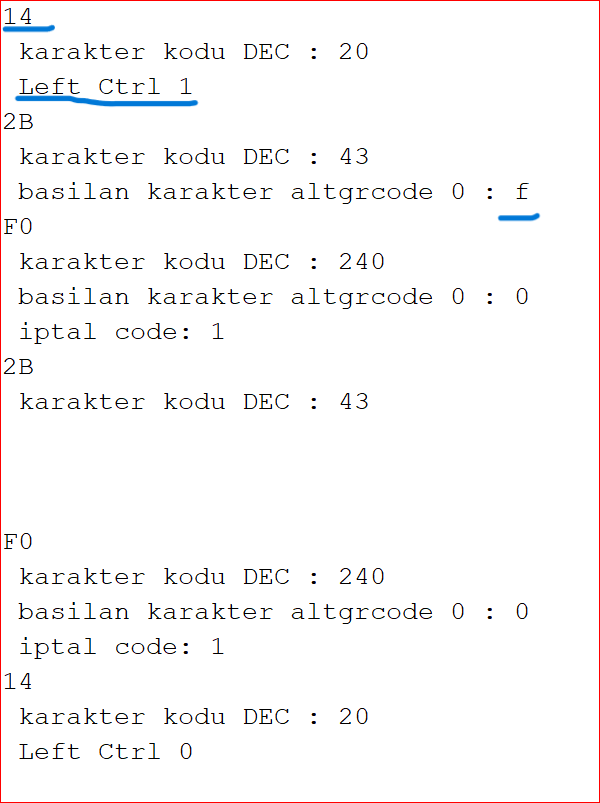 14
karakter kodu DEC : 20
Left Ctrl 1
2B
karakter kodu DEC : 43
basilan karakter altgrcode 0 : f
F0
karakter kodu DEC : 240
basilan karakter altgrcode 0 : 0
iptal code: 1
2B
karakter kodu DEC : 43
F0
karakter kodu DEC : 240
basilan karakter altgrcode 0 : 0
iptal code: 1
14
karakter kodu DEC : 20
Left Ctrl 0